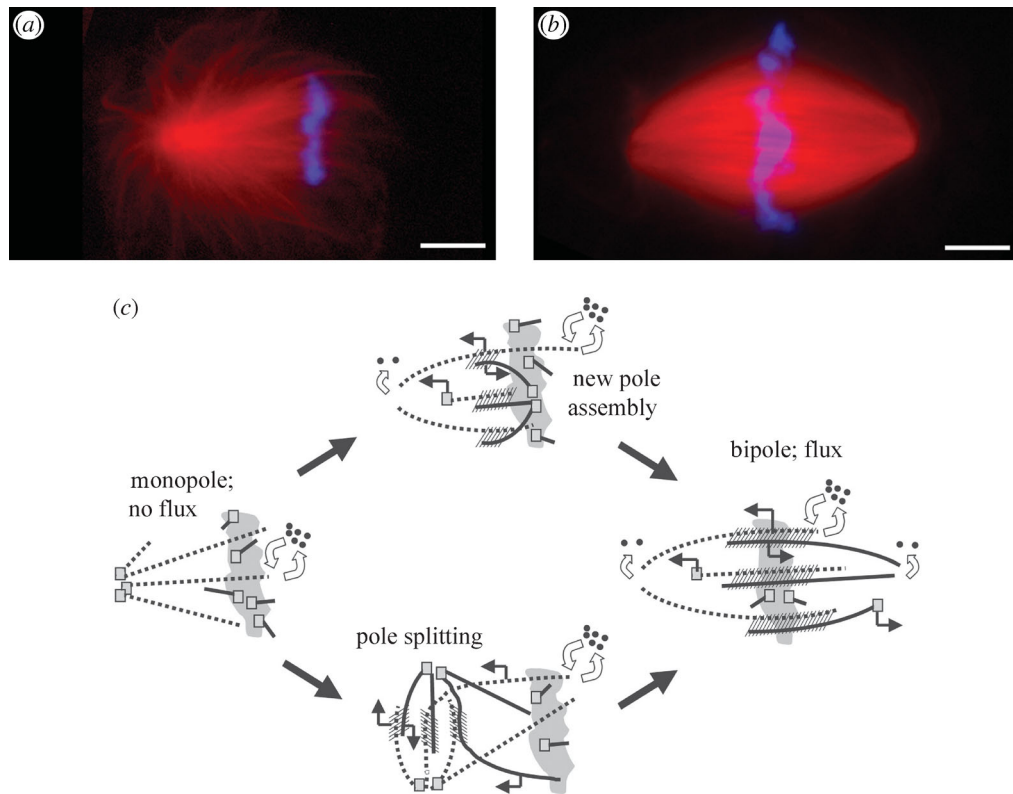 (a)
(b)
(c)
new pole
assembly
bipole; flux
monopole;
no flux
pole splitting